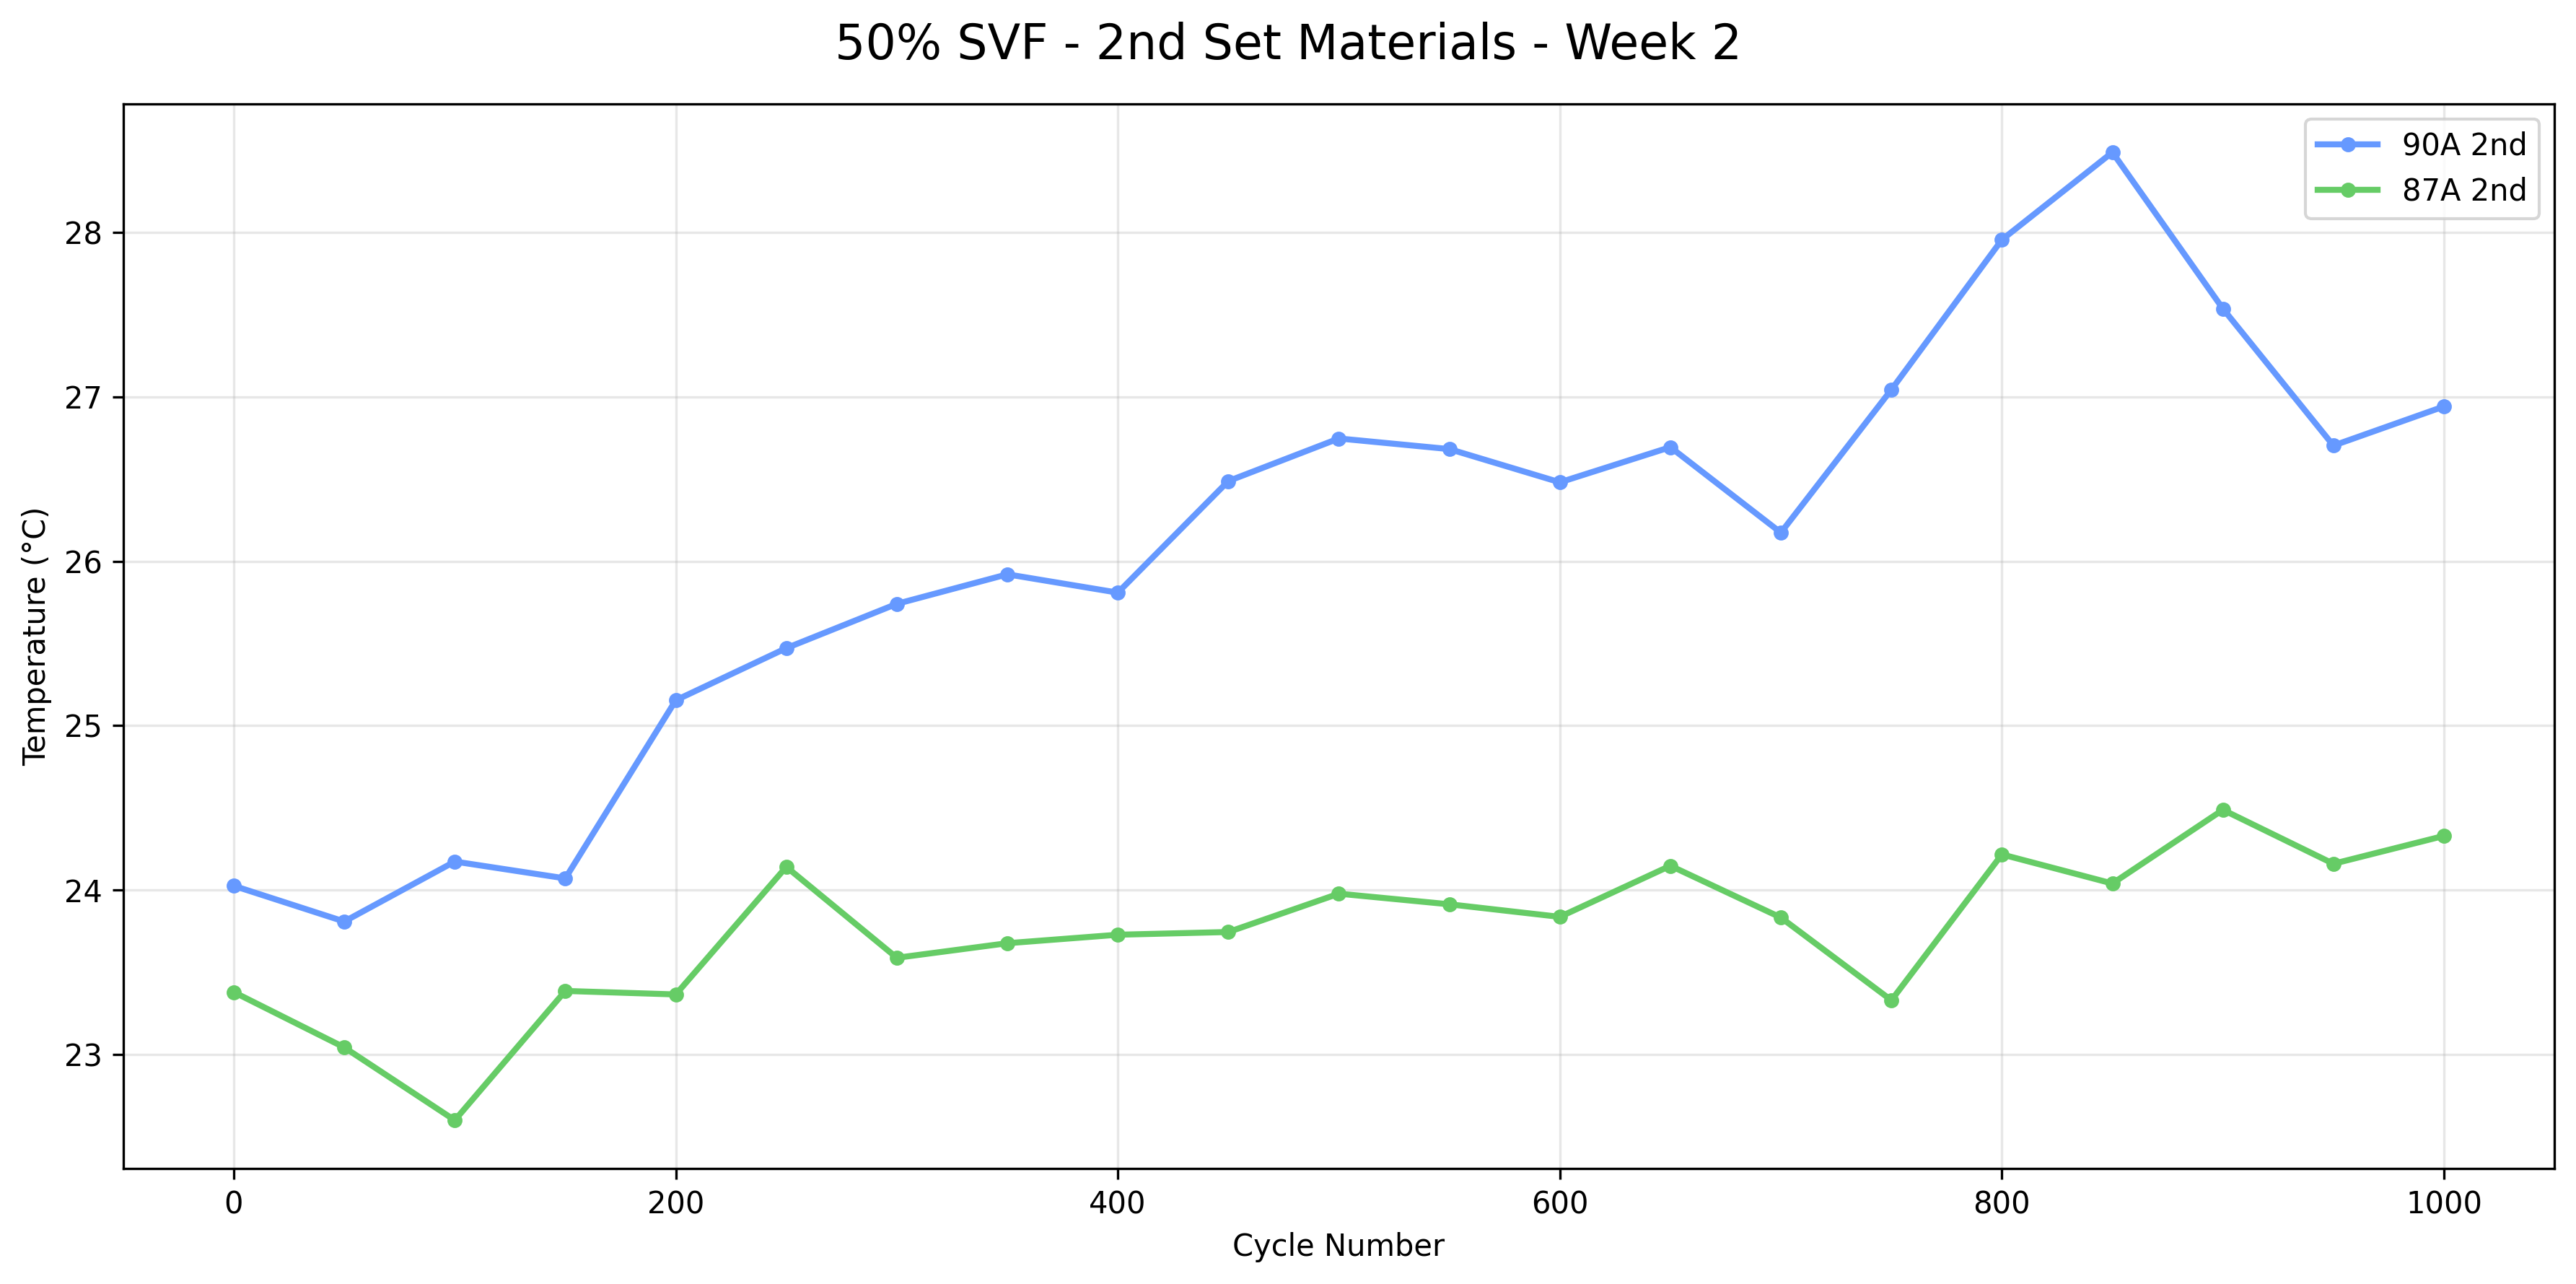 50% SVF - 2nd Set Materials - Week 2
90A 2nd
87A 2nd
28
27
26
25
24
23
Temperature (°C)
0 200 400 600 800 1000
Cycle Number